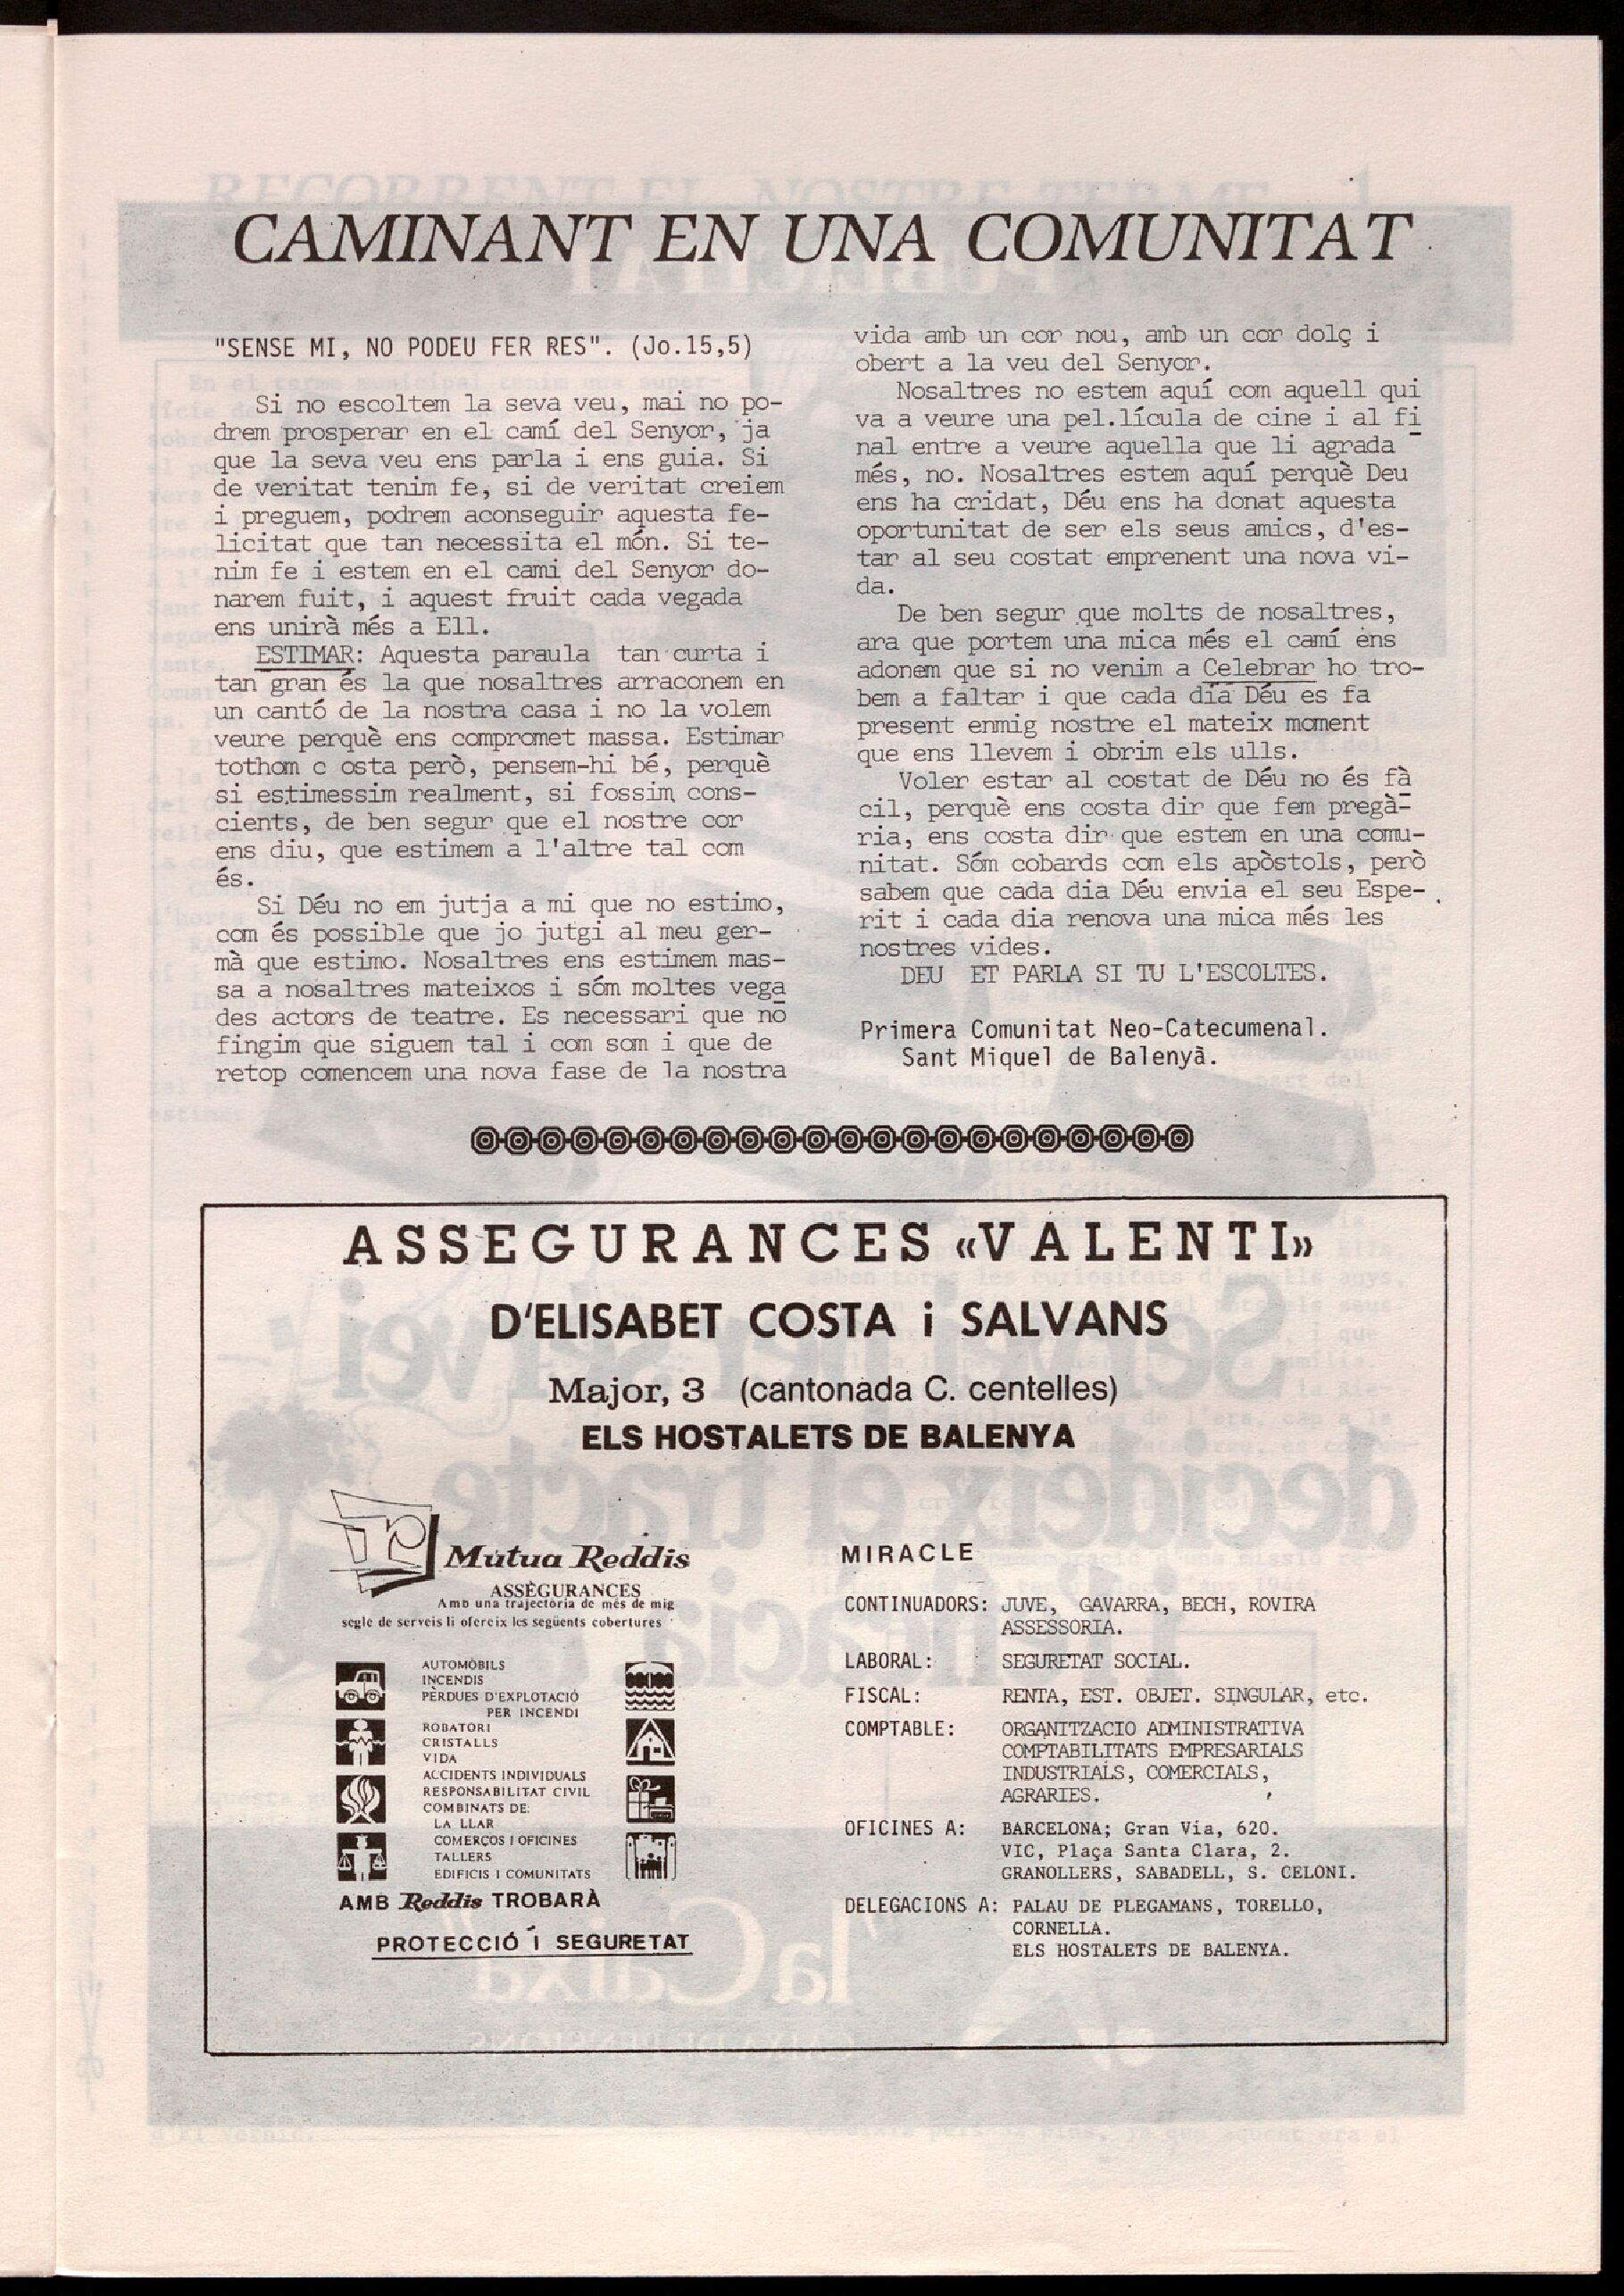 CAMINANT EN UNA COMUNITAT
"SENSE MI, NO PODEU FER RES". (Jo.15,5)
Si no escoltem la seva veu, mai no po-
drem prosperar en el camí del Senyor, ja
que la seva veu ens parla i ens guia. Si
de veritat tenim fe, si de veritat creiem
i preguem, podrem aconseguir aquesta fe-
licitat que tan necessita el món. Si te-
nim fe i estem en el cami del Senyor do-
narem fuit, i aquest fruit cada vegada
ens unirà més a Ell.
ESTIMAR: Aquesta paraula tan curta i
tan gran és la que nosaltres arraconem en
un cantó de la nostra casa i no la volem
veure perquè ens compromet massa. Estimar
tothom c osta però, pensem-hi bé, perquè
si estimessim realment, si fossim cons-
cients, de ben segur que el nostre cor
ens diu, que estimem a l'altre tal com
és.
Si Déu no em jutja a mi que no estimo,
com és possible que jo jutgi al meu ger-
mà que estimo. Nosaltres ens estimem mas-
sa a nosaltres mateixos i sóm moltes vega
des actors de teatre. Es necessari que no
fingim que siguem tal i com som i que de
retop comencem una nova fase de la nostra
vida amb un cor nou, amb un cor dolç i
obert a la veu del Senyor.
Nosaltres no estem aquí com aquell qui
va a veure una pel.lícula de cine i al fi
nal entre a veure aquella que li agrada
més, no. Nosaltres estem aquí perquè Deu
ens ha cridat, Déu ens ha donat aquesta
oportunitat de ser els seus amics, d'es-
tar al seu costat emprenent una nova vi-
da.
De ben segur que molts de nosaltres,
ara que portem una mica més el camí ens
adonem que si no venim a Celebrar ho tro-
bem a faltar i que cada dia Déu es fa
present enmig nostre el mateix moment
que ens llevem i obrim els ulls.
Voler estar al costat de Déu no és fà
cil, perquè ens costa dir que fem pregà-
ria, ens costa dir que estem en una comu-
nitat. Sóm cobards com els apòstols, però
sabem que cada dia Déu envia el seu Espe-
rit i cada dia renova una mica més les
nostres vides.
DEU ET PARLA SI TU L'ESCOLTES.
Primera Comunitat Neo-Catecumenal.
Sant Miquel de Balenyà.
ASSEGURANCES «VALENTI»
D'ELISABET COSTA i SALVANS
Major, 3 (cantonada C. centelles)
ELS HOSTALETS DE BALENYA
Mutua Reddis
ASSEGURANCES
Amb una trajectòria de més de mig
segle de serveis li ofereix les següents cobertures
AUTOMÒBILS
INCENDIS
PÈRDUES D'EXPLOTACIÓ
PER INCENDI
ROBATORI
CRISTALLS
VIDA
ACCIDENTS INDIVIDUALS
RESPONSABILITAT CIVIL
COMBINATS DE:
LA LLAR
COMERÇOS I OFICINES
TALLERS
EDIFICIS I COMUNITATS
AMB Reddis TROBARÀ
PROTECCIÓ I SEGURETAT
MIRACLE
CONTINUADORS: JUVE, GAVARRA, BECH, ROVIRA
ASSESSORIA.
LABORAL: SEGURETAT SOCIAL.
FISCAL: RENTA, EST. OBJET. SINGULAR, etc.
COMPTABLE: ORGANITZACIO ADMINISTRATIVA
COMPTABILITATS EMPRESARIALS
INDUSTRIALS, COMERCIALS,
AGRARIES.
OFICINES A: BARCELONA; Gran Via, 620.
VIC, Plaça Santa Clara, 2.
GRANOLLERS, SABADELL, S. CELONI.
DELEGACIONS A: PALAU DE PLEGAMANS, TORELLO,
CORNELLA.
ELS HOSTALETS DE BALENYA.